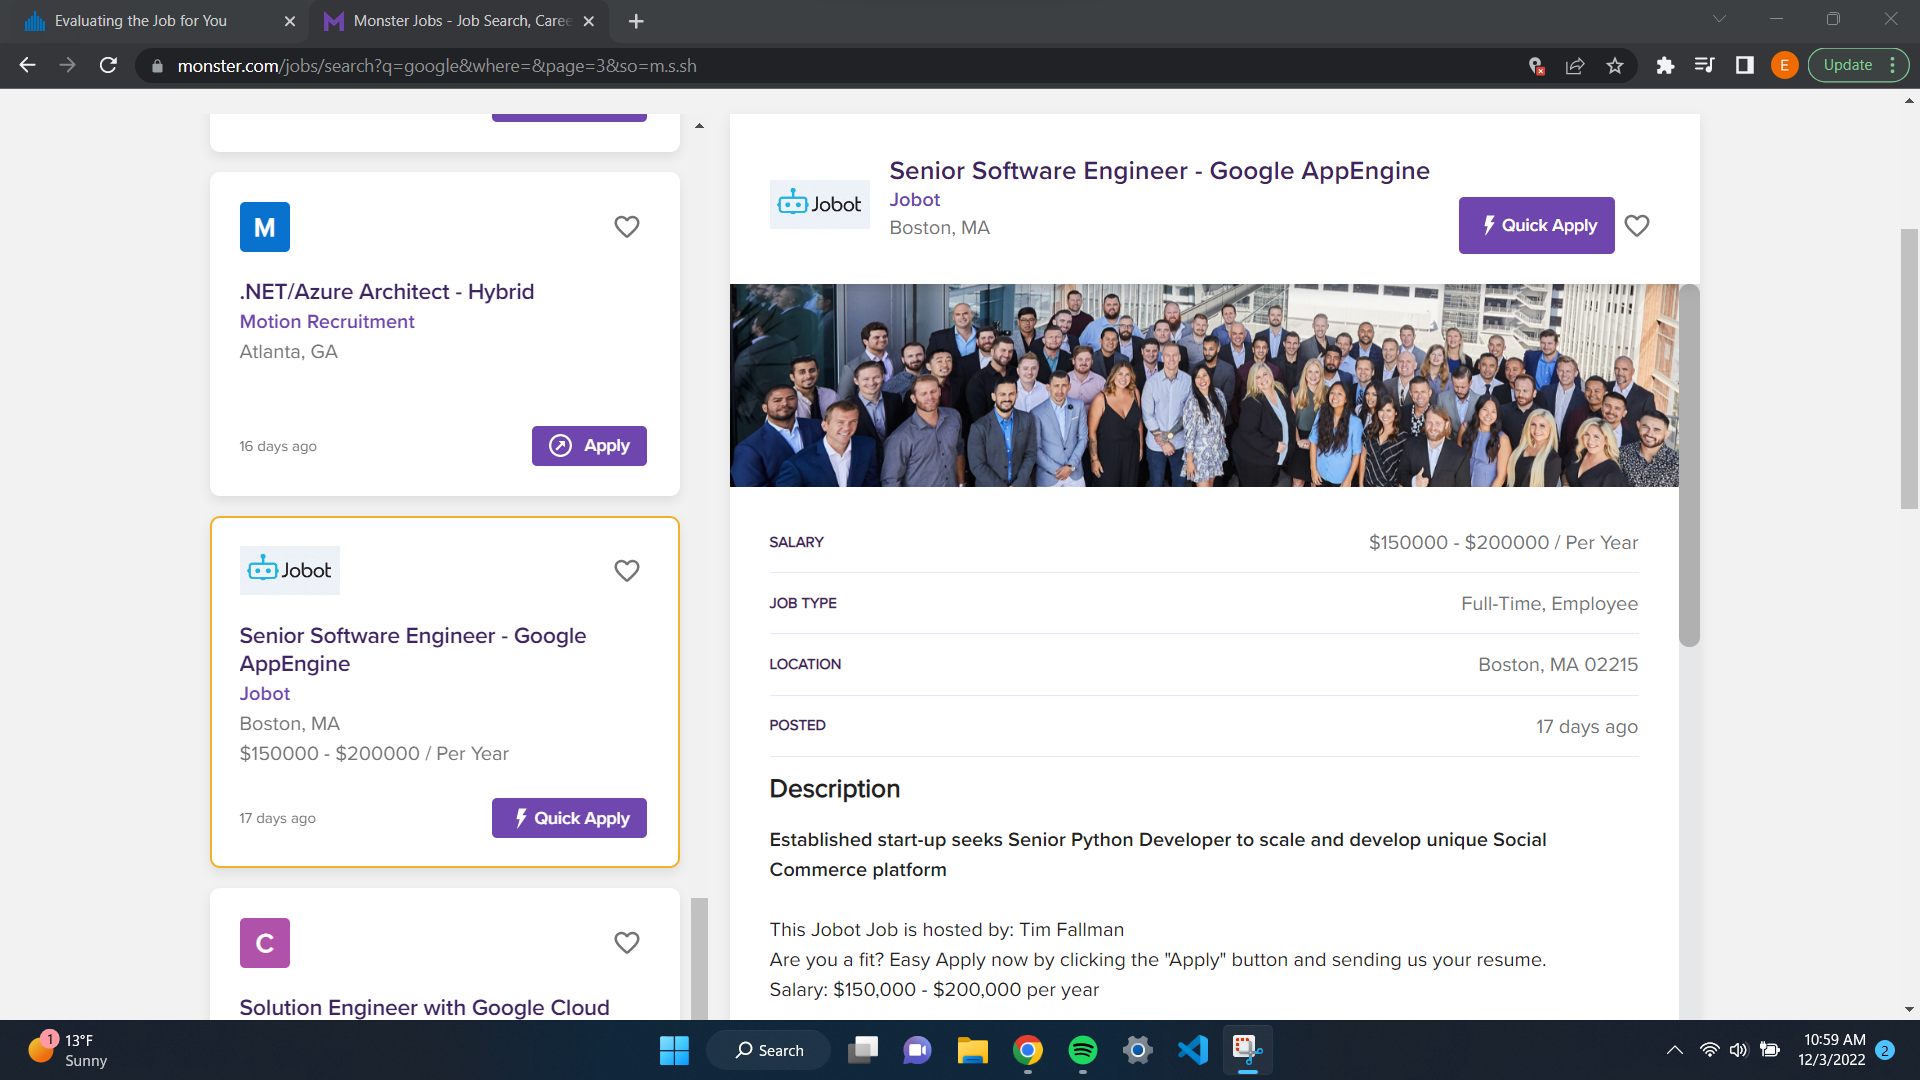 Evaluating the Job for You
Monster Jobs - Job Search, Caree
monster.com/jobs/search?q=google&where=&page=3&so=m.s.sh
E
Update
M
.NET/Azure Architect - Hybrid
Motion Recruitment
Atlanta, GA
16 days ago
Apply
Jobot
Senior Software Engineer - Google
AppEngine
Jobot
Boston, MA
$150000 - $200000 / Per Year
17 days ago
Quick Apply
C
Solution Engineer with Google Cloud
Jobot
Senior Software Engineer - Google AppEngine
Jobot
Boston, MA
Quick Apply
SALARY
$150000 - $200000 / Per Year
JOB TYPE
Full-Time, Employee
LOCATION
Boston, MA 02215
POSTED
17 days ago
Description
Established start-up seeks Senior Python Developer to scale and develop unique Social
Commerce platform
This Jobot Job is hosted by: Tim Fallman
Are you a fit? Easy Apply now by clicking the "Apply" button and sending us your resume.
Salary: $150,000 - $200,000 per year
1
13°F
Sunny
Search
10:59 AM
12/3/2022
2